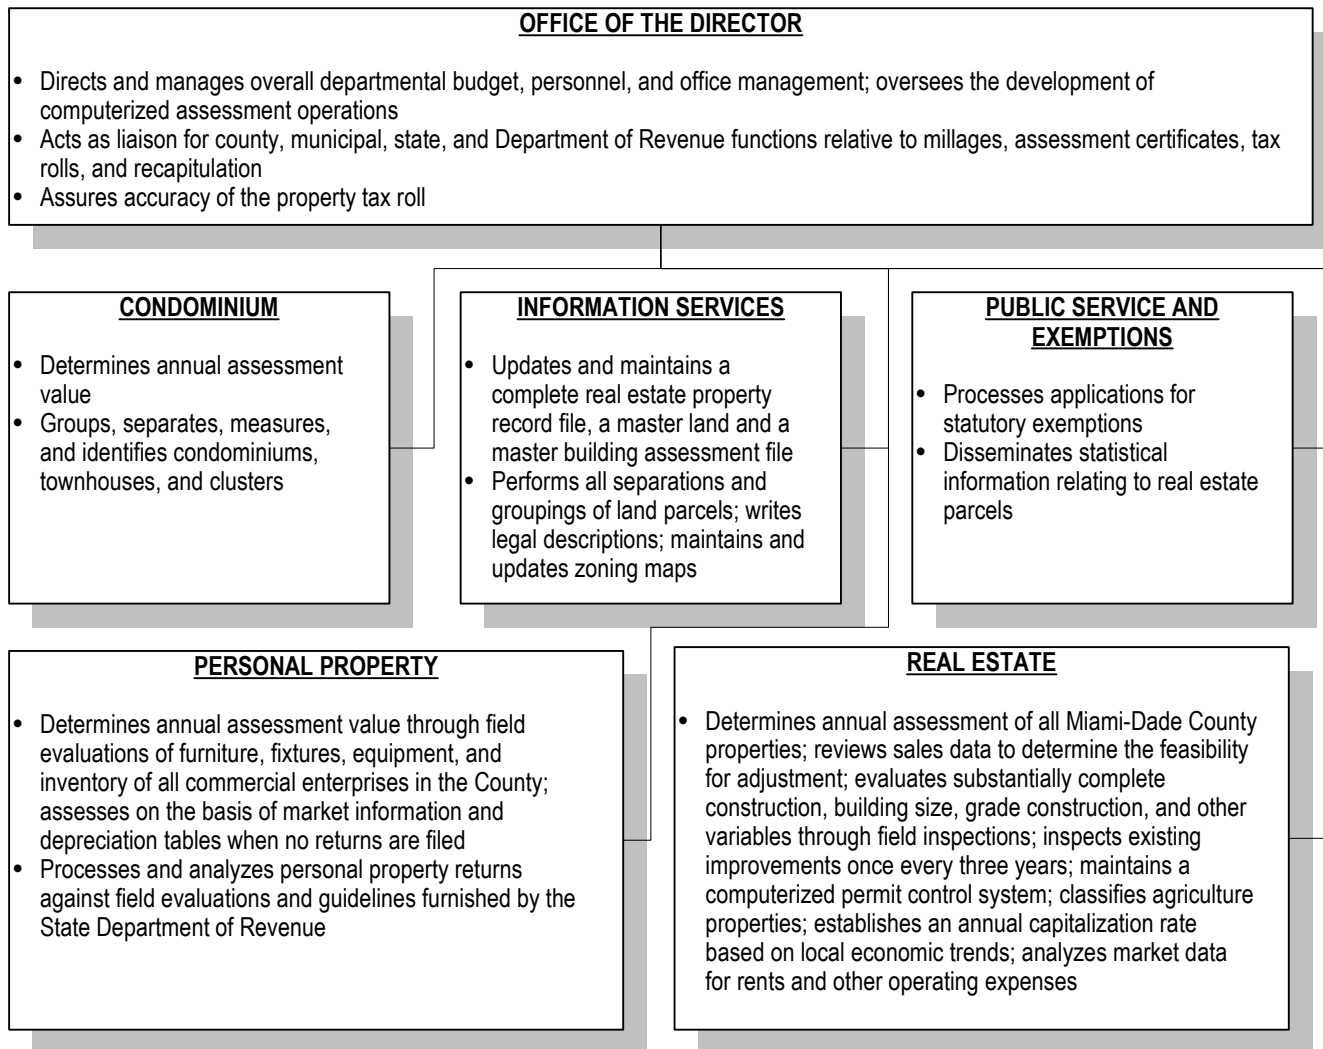 OFFICE OF THE DIRECTOR
• Directs and manages overall departmental budget, personnel, and office management; oversees the development of
computerized assessment operations
• Acts as liaison for county, municipal, state, and Department of Revenue functions relative to millages, assessment certificates, tax
rolls, and recapitulation
• Assures accuracy of the property tax roll
CONDOMINIUM
• Determines annual assessment
value
• Groups, separates, measures,
and identifies condominiums,
townhouses, and clusters
INFORMATION SERVICES
• Updates and maintains a
complete real estate property
record file, a master land and a
master building assessment file
• Performs all separations and
groupings of land parcels; writes
legal descriptions; maintains and
updates zoning maps
PUBLIC SERVICE AND
EXEMPTIONS
• Processes applications for
statutory exemptions
• Disseminates statistical
information relating to real estate
parcels
PERSONAL PROPERTY
• Determines annual assessment value through field
evaluations of furniture, fixtures, equipment, and
inventory of all commercial enterprises in the County;
assesses on the basis of market information and
depreciation tables when no returns are filed
• Processes and analyzes personal property returns
against field evaluations and guidelines furnished by the
State Department of Revenue
REAL ESTATE
• Determines annual assessment of all Miami-Dade County
properties; reviews sales data to determine the feasibility
for adjustment; evaluates substantially complete
construction, building size, grade construction, and other
variables through field inspections; inspects existing
improvements once every three years; maintains a
computerized permit control system; classifies agriculture
properties; establishes an annual capitalization rate
based on local economic trends; analyzes market data
for rents and other operating expenses